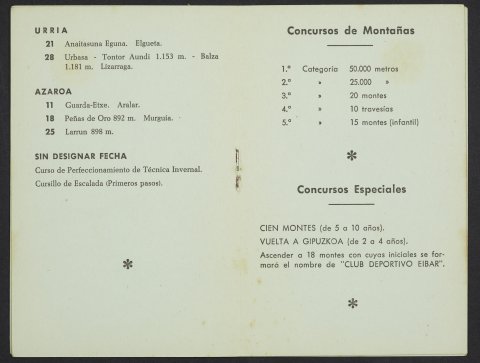 URRIA
21 Anaitasuna Eguna. Elgueta.
28 Urbasa - Tontor Aundi 1.153 m. - Balza
1.181 m. Lizarraga.
AZAROA
11 Guarda-Etxe. Aralar.
18 Peñas de Oro 892 m. Murguia.
25 Larrun 898 m.
SIN DESIGNAR FECHA
Curso de Perfeccionamiento de Técnica Invernal.
Cursillo de Escalada (Primeros pasos).
*
Concursos de Montañas
1.ª Categoría 50.000 metros
2.ª » 25.000 »
3.ª » 20 montes
4.ª » 10 travesías
5.ª » 15 montes (infantil)
*
Concursos Especiales
CIEN MONTES (de 5 a 10 años).
VUELTA A GIPUZKOA (de 2 a 4 años).
Ascender a 18 montes con cuyas iniciales se for-
maró el nombre de "CLUB DEPORTIVO EIBAR".
*